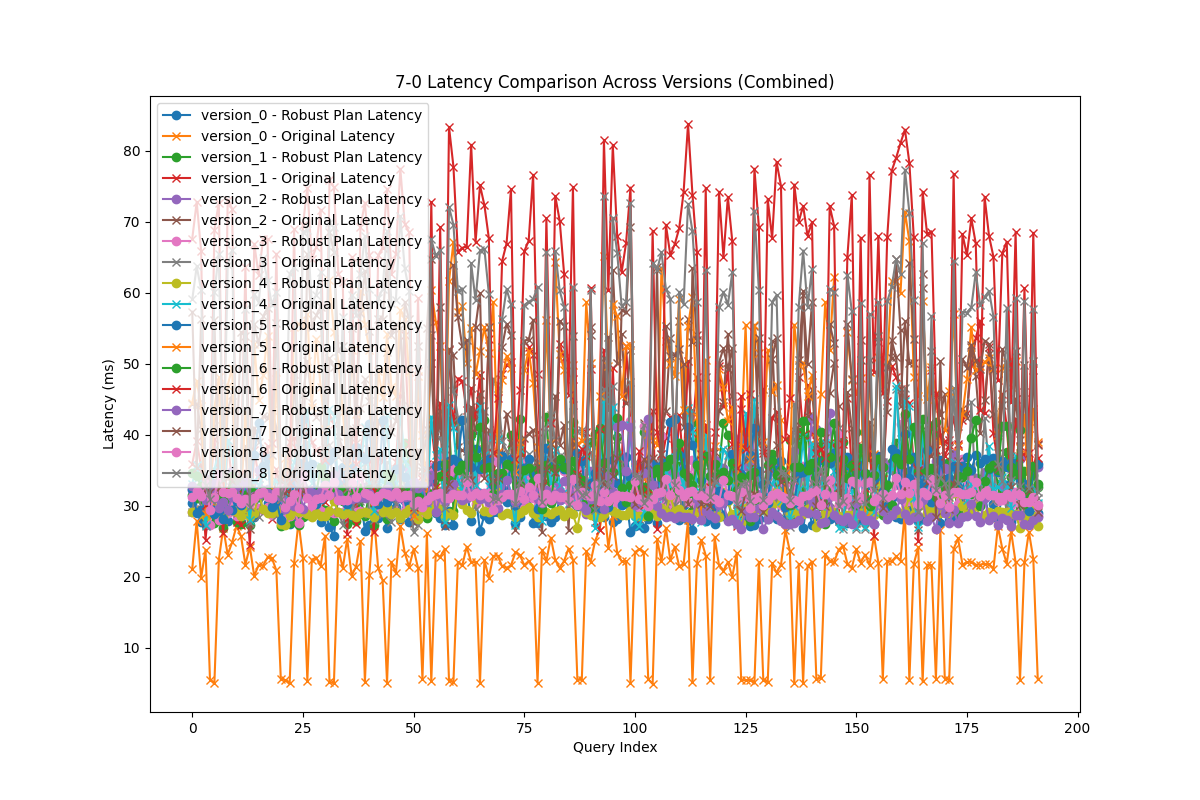 7-0 Latency Comparison Across Versions (Combined)
version_0 - Robust Plan Latency
version_0 - Original Latency
version_1 - Robust Plan Latency
version_1 - Original Latency
version_2 - Robust Plan Latency
version_2 - Original Latency
version_3 - Robust Plan Latency
version_3 - Original Latency
version_4 - Robust Plan Latency
version_4 - Original Latency
version_5 - Robust Plan Latency
version_5 - Original Latency
version_6 - Robust Plan Latency
version_6 - Original Latency
version_7 - Robust Plan Latency
version_7 - Original Latency
version_8 - Robust Plan Latency
version_8 - Original Latency
Latency (ms)
80
70
60
50
40
30
20
10
0 25 50 75 100 125 150 175 200
Query Index